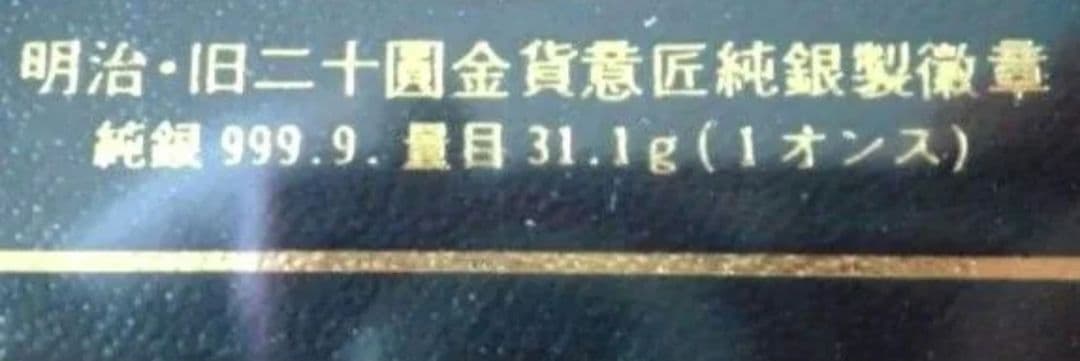 明治・旧二十圓金貨意匠純銀製徽章
純銀 999.9. 量目 31.1g(1オンス)